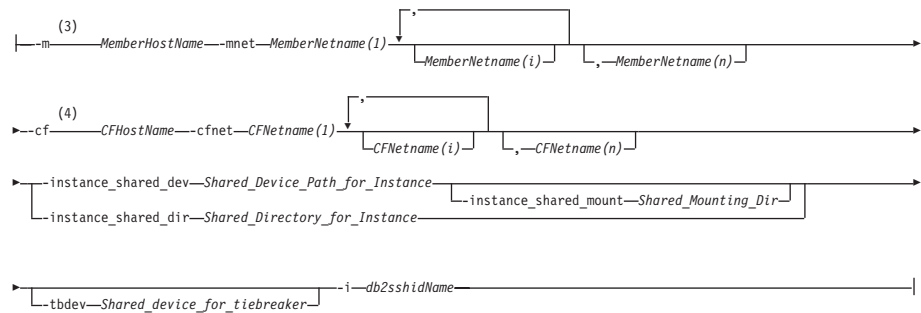 (3)
-m MemberHostName -mnet MemberNetname(1) ,
MemberNetname(i) , MemberNetname(n)
(4)
-cf CFHostName -cfnet CFNetname(1) ,
CFNetname(i) , CFNetname(n)
-instance_shared_dev Shared_Device_Path_for_Instance
-instance_shared_mount Shared_Mounting_Dir
-instance_shared_dir Shared_Directory_for_Instance
-tbdev Shared_device_for_tiebreaker -i db2sshidName